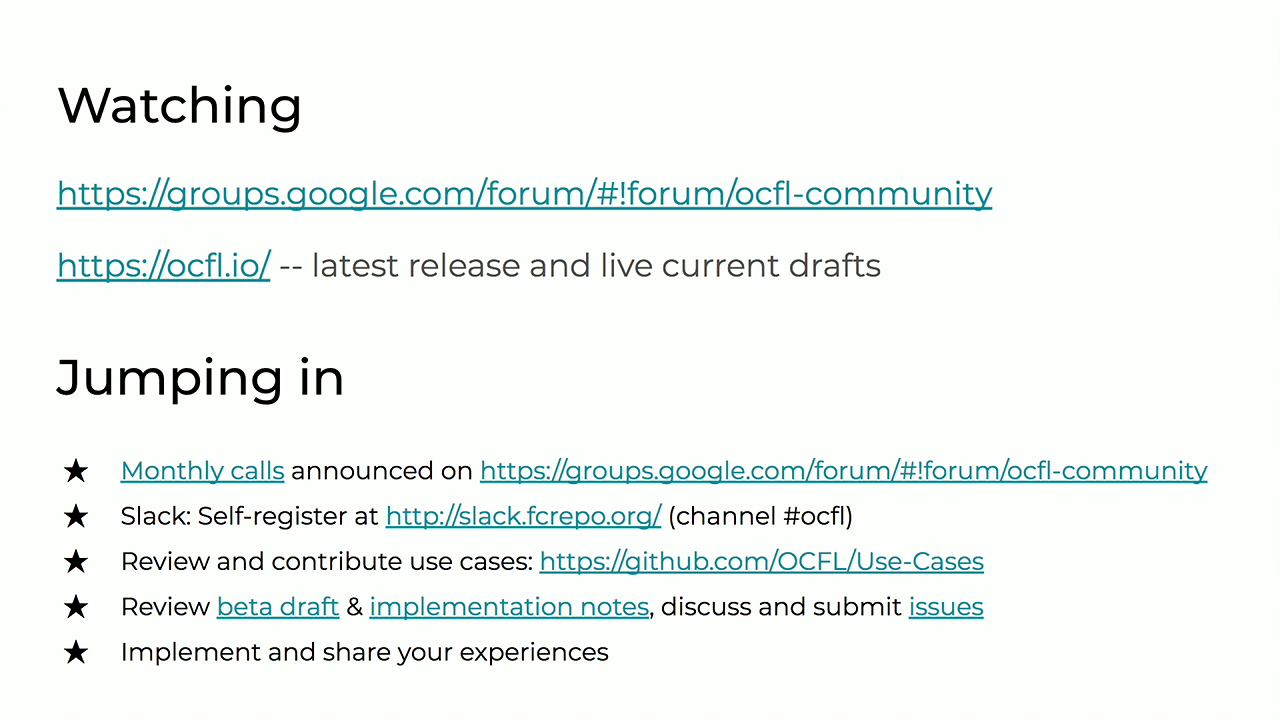 Watching
https://groups.google.com/forum/#!forum/ocfl-community
https://ocfl.io/ -- latest release and live current drafts
Jumping in
★ Monthly calls announced on https://groups.google.com/forum/#!forum/ocfl-community
★ Slack: Self-register at http://slack.fcrepo.org/ (channel #ocfl)
★ Review and contribute use cases: https://github.com/OCFL/Use-Cases
★ Review beta draft & implementation notes, discuss and submit issues
★ Implement and share your experiences